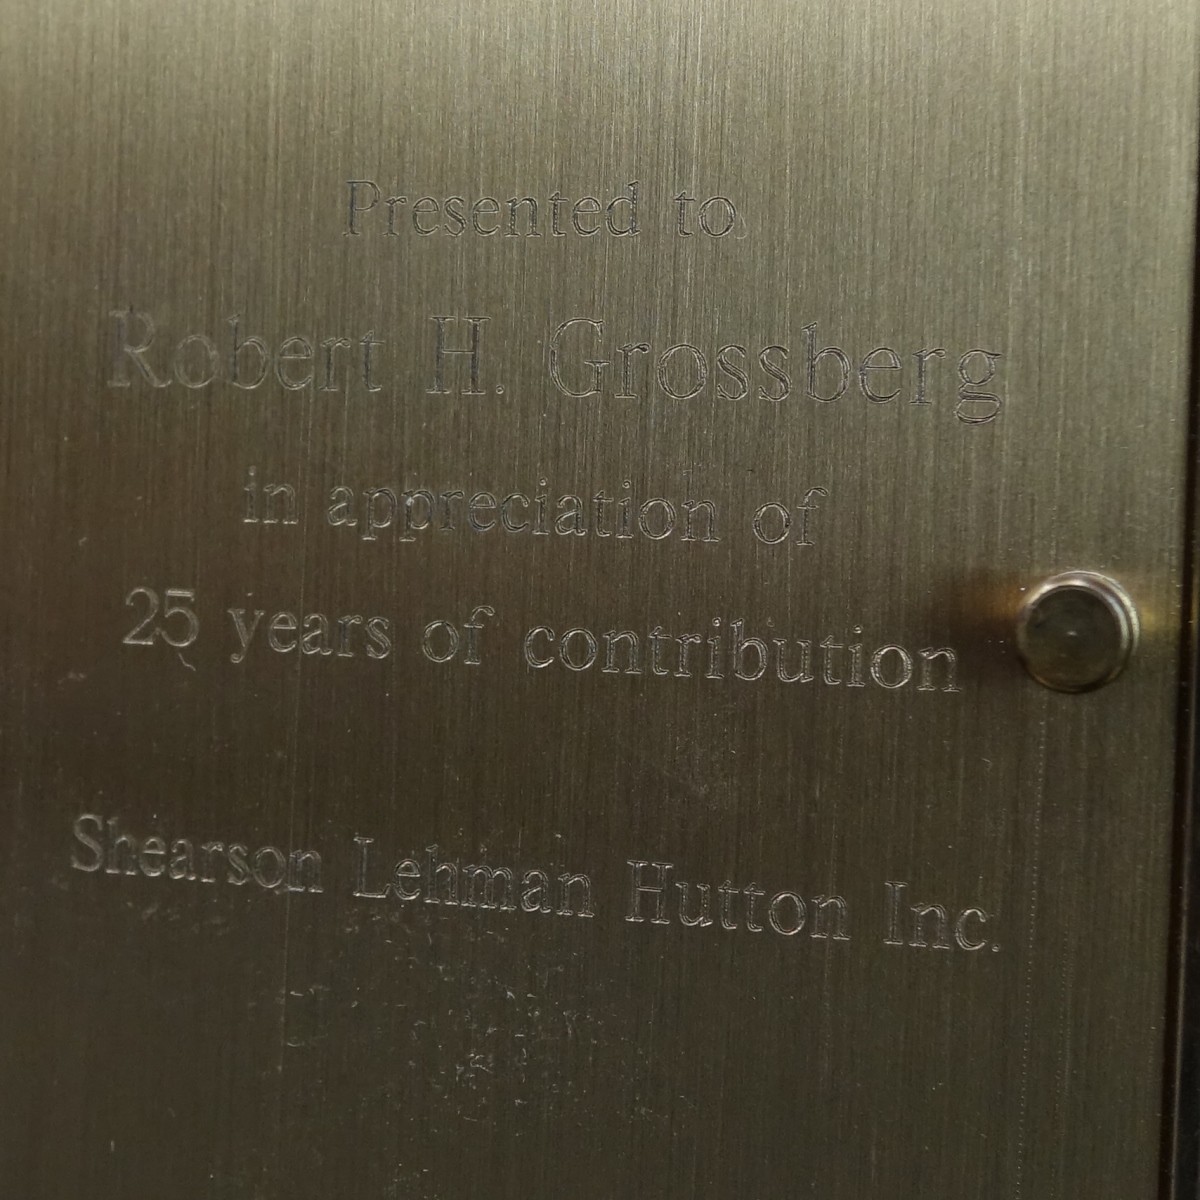 Presented to
Robert H. Grossberg
in appreciation of
25 years of contribution
Shearson Lehman Hutton Inc.